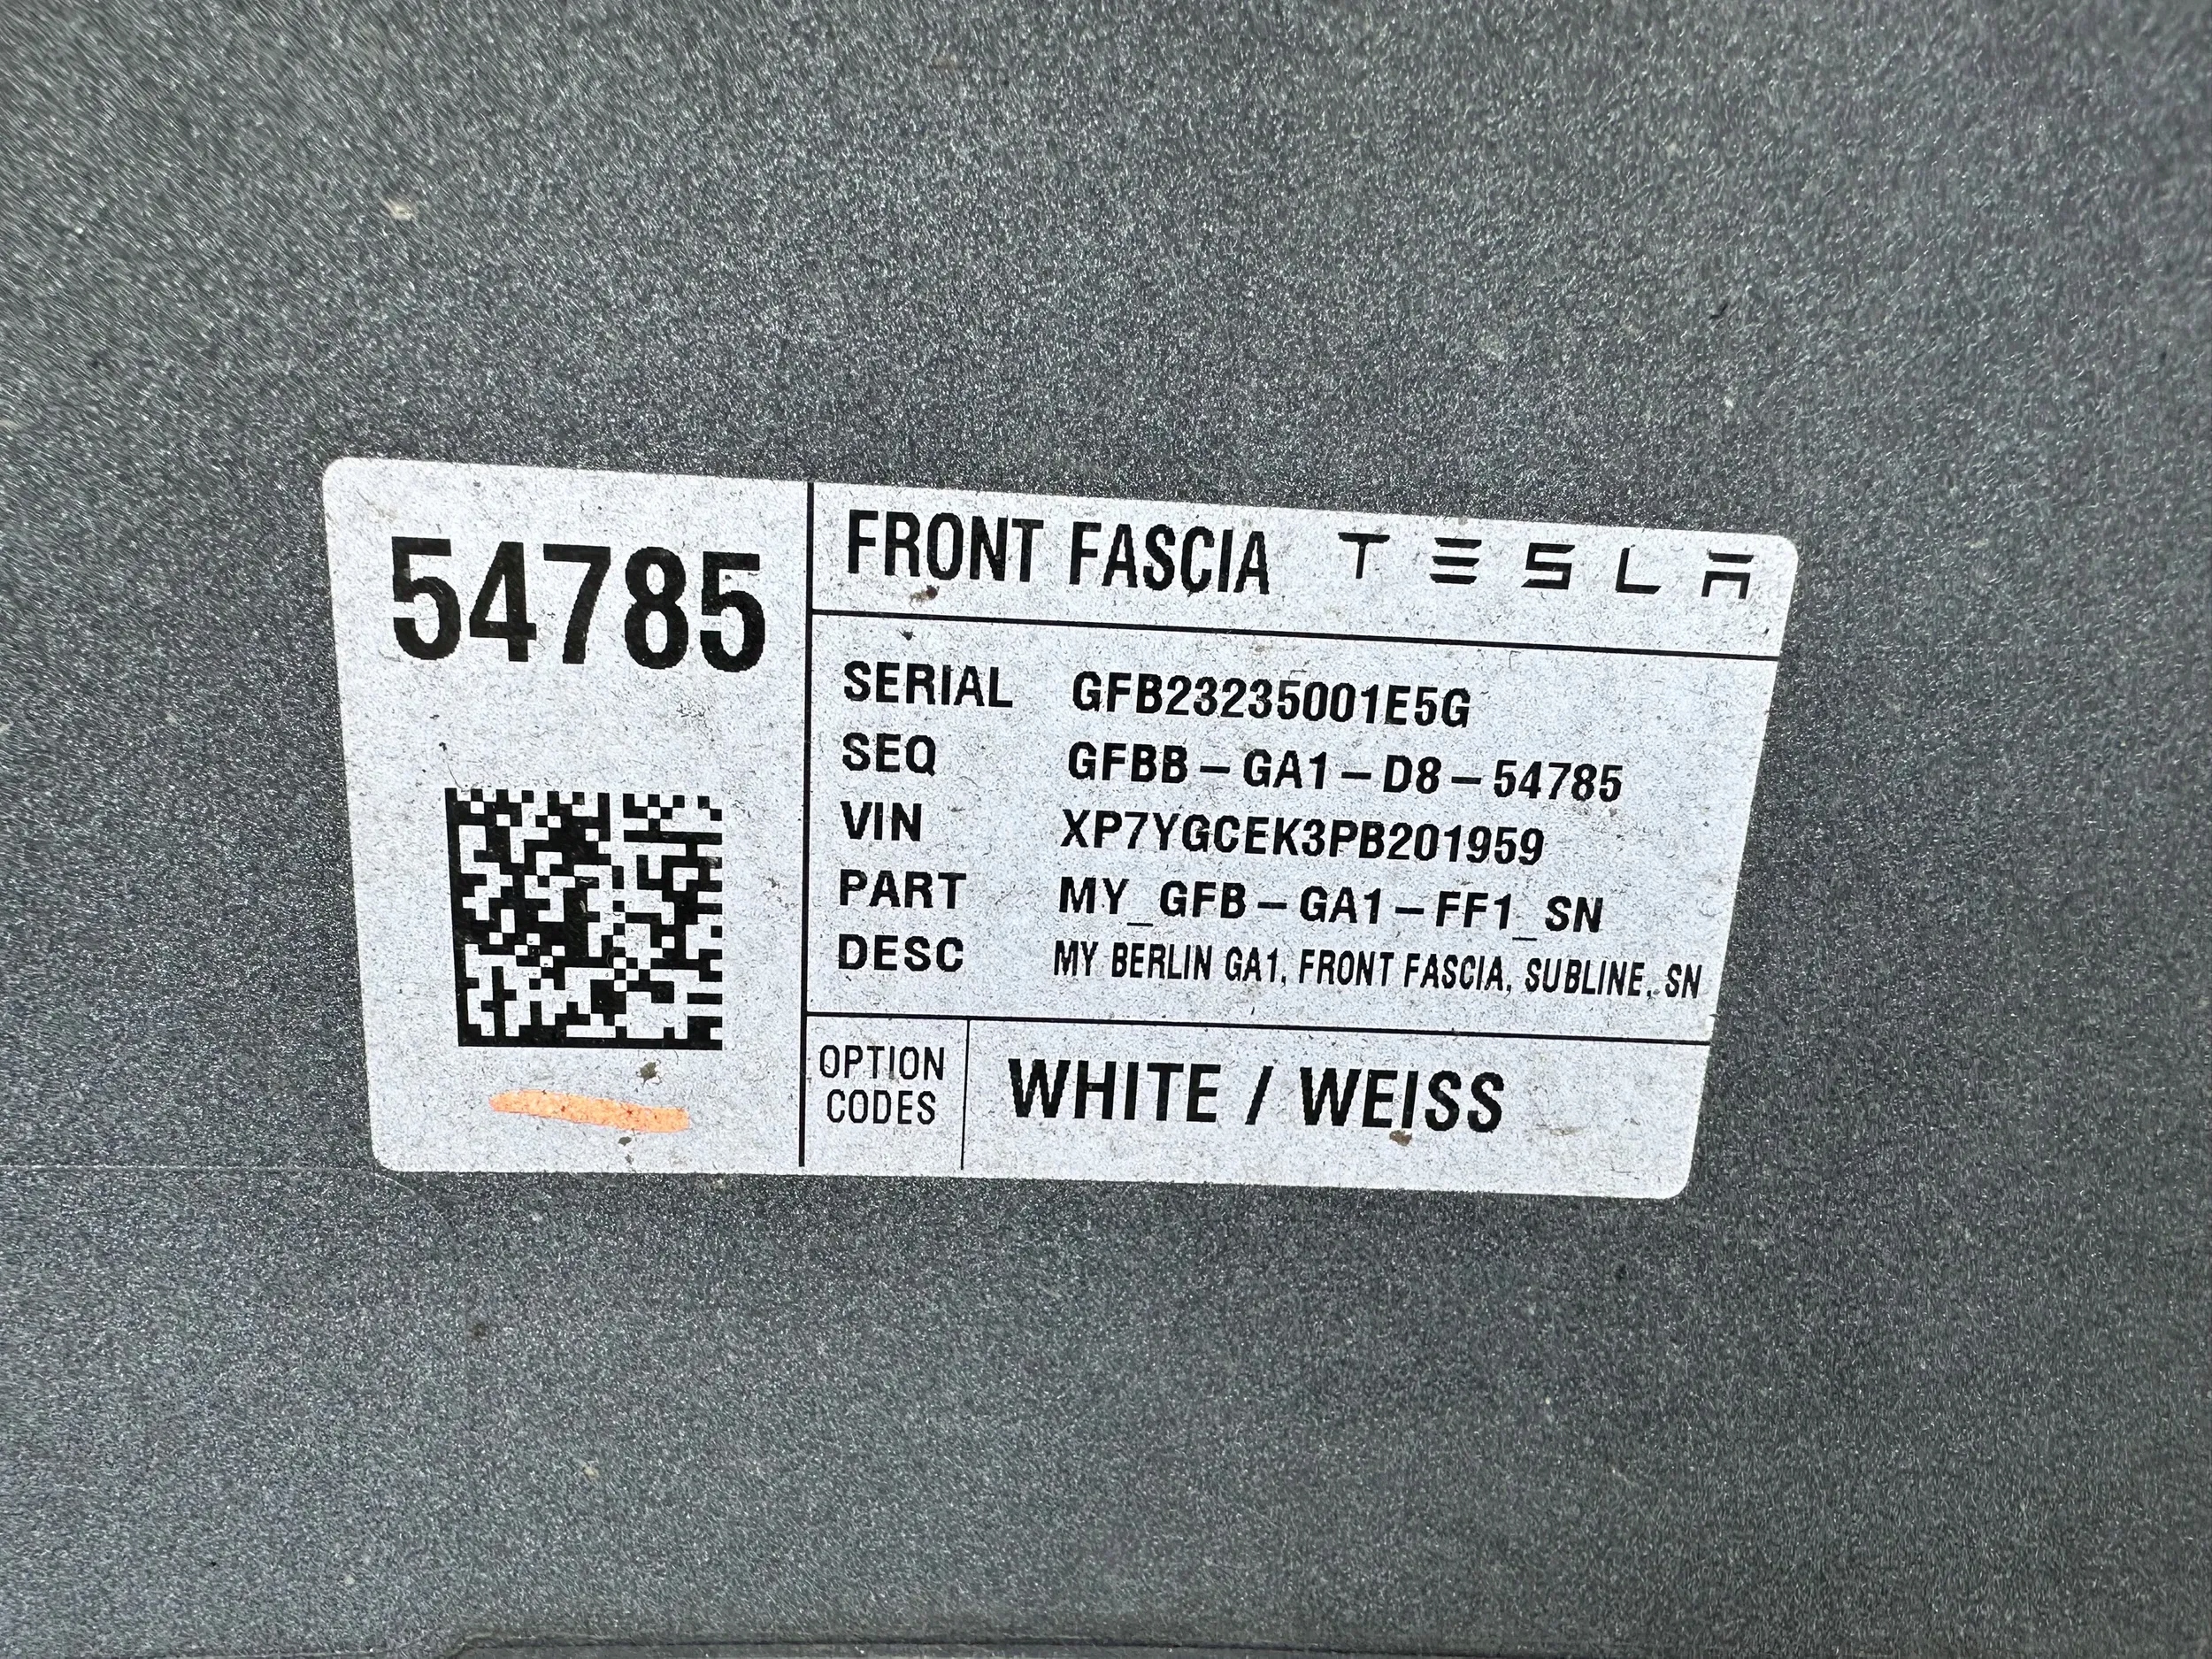 54785
FRONT FASCIA TESLA
SERIAL GFB23235001E5G
SEQ GFBB-GA1-D8-54785
VIN XP7YGCEK3PB201959
PART MY_GFB-GA1-FF1_SN
DESC MY BERLIN GA1, FRONT FASCIA, SUBLINE, SN
OPTION CODES WHITE / WEISS